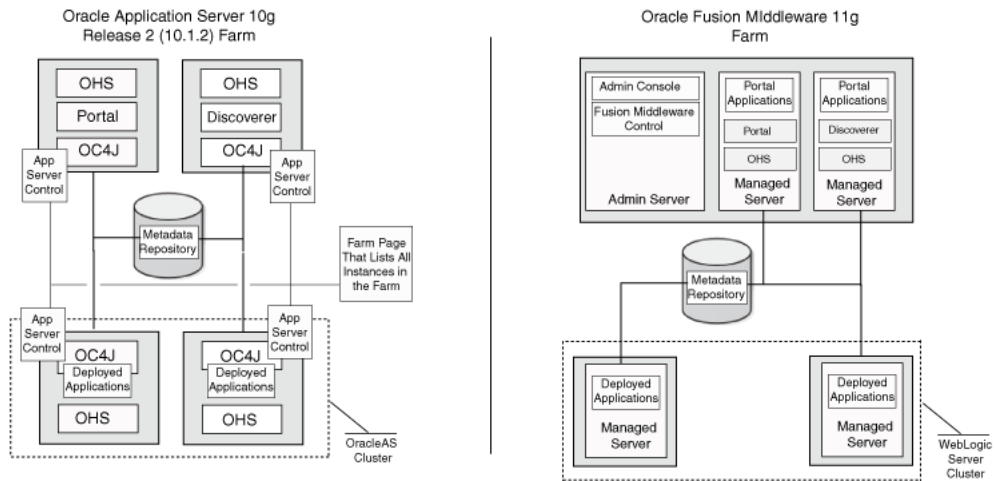 Oracle Application Server 10g
Release 2 (10.1.2) Farm
OHS
Portal
OC4J
App
Server
Control
OHS
Discoverer
OC4J
App
Server
Control
Metadata
Repository
Farm Page
That Lists All
Instances in
the Farm
App
Server
Control
OC4J
Deployed
Applications
OHS
App
Server
Control
OC4J
Deployed
Applications
OHS
OracleAS
Cluster
Oracle Fusion MIddleware 11g
Farm
Admin Console
Fusion Middleware
Control
Admin Server
Portal
Applications
Portal
OHS
Managed
Server
Portal
Applications
Discoverer
OHS
Managed
Server
Metadata
Repository
Deployed
Applications
Managed
Server
Deployed
Applications
Managed
Server
WebLogic
Server
Cluster